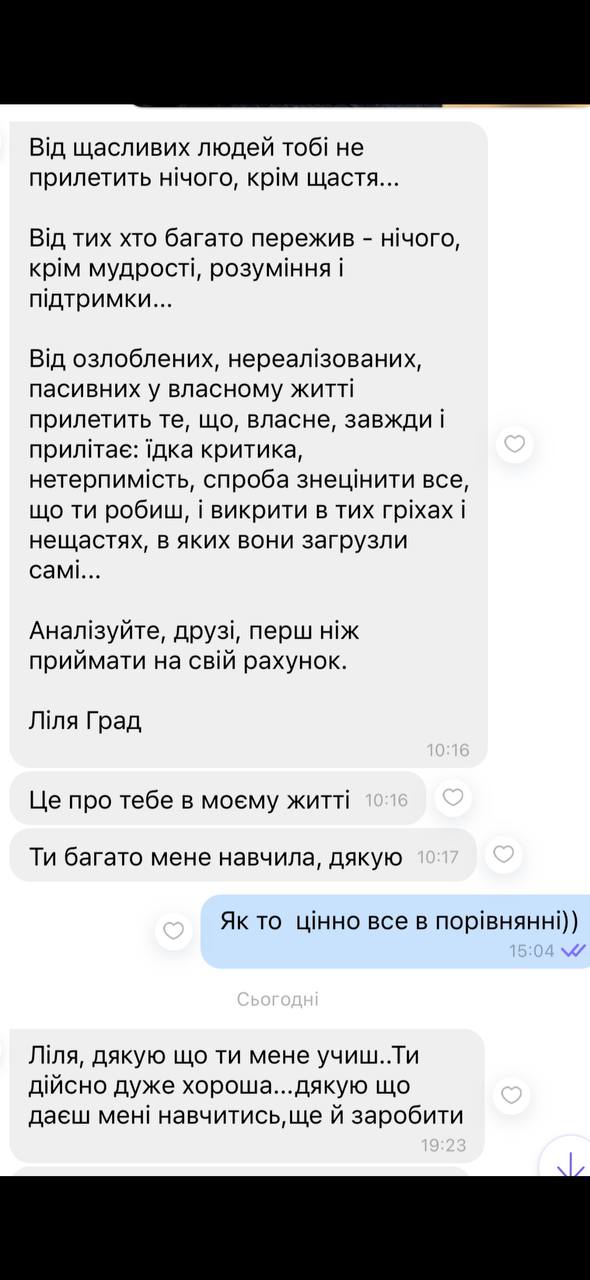 Від щасливих людей тобі не
прилетить нічого, крім щастя...
Від тих хто багато пережив - нічого,
крім мудрості, розуміння і
підтримки...
Від озлоблених, нереалізованих,
пасивних у власному житті
прилетить те, що, власне, завжди і
прилітає: їдка критика,
нетерпимість, спроба знецінити все,
що ти робиш, і викрити в тих гріхах і
нещастях, в яких вони загрузли
самі...
Аналізуйте, друзі, перш ніж
приймати на свій рахунок.
Ліля Град
10:16
Це про тебе в моєму житті 10:16
Ти багато мене навчила, дякую 10:17
Як то  цінно все в порівнянні))
15:04
Сьогодні
Ліля, дякую що ти мене учиш..Ти
дійсно дуже хороша...дякую що
даєш мені навчитись,ще й заробити
19:23